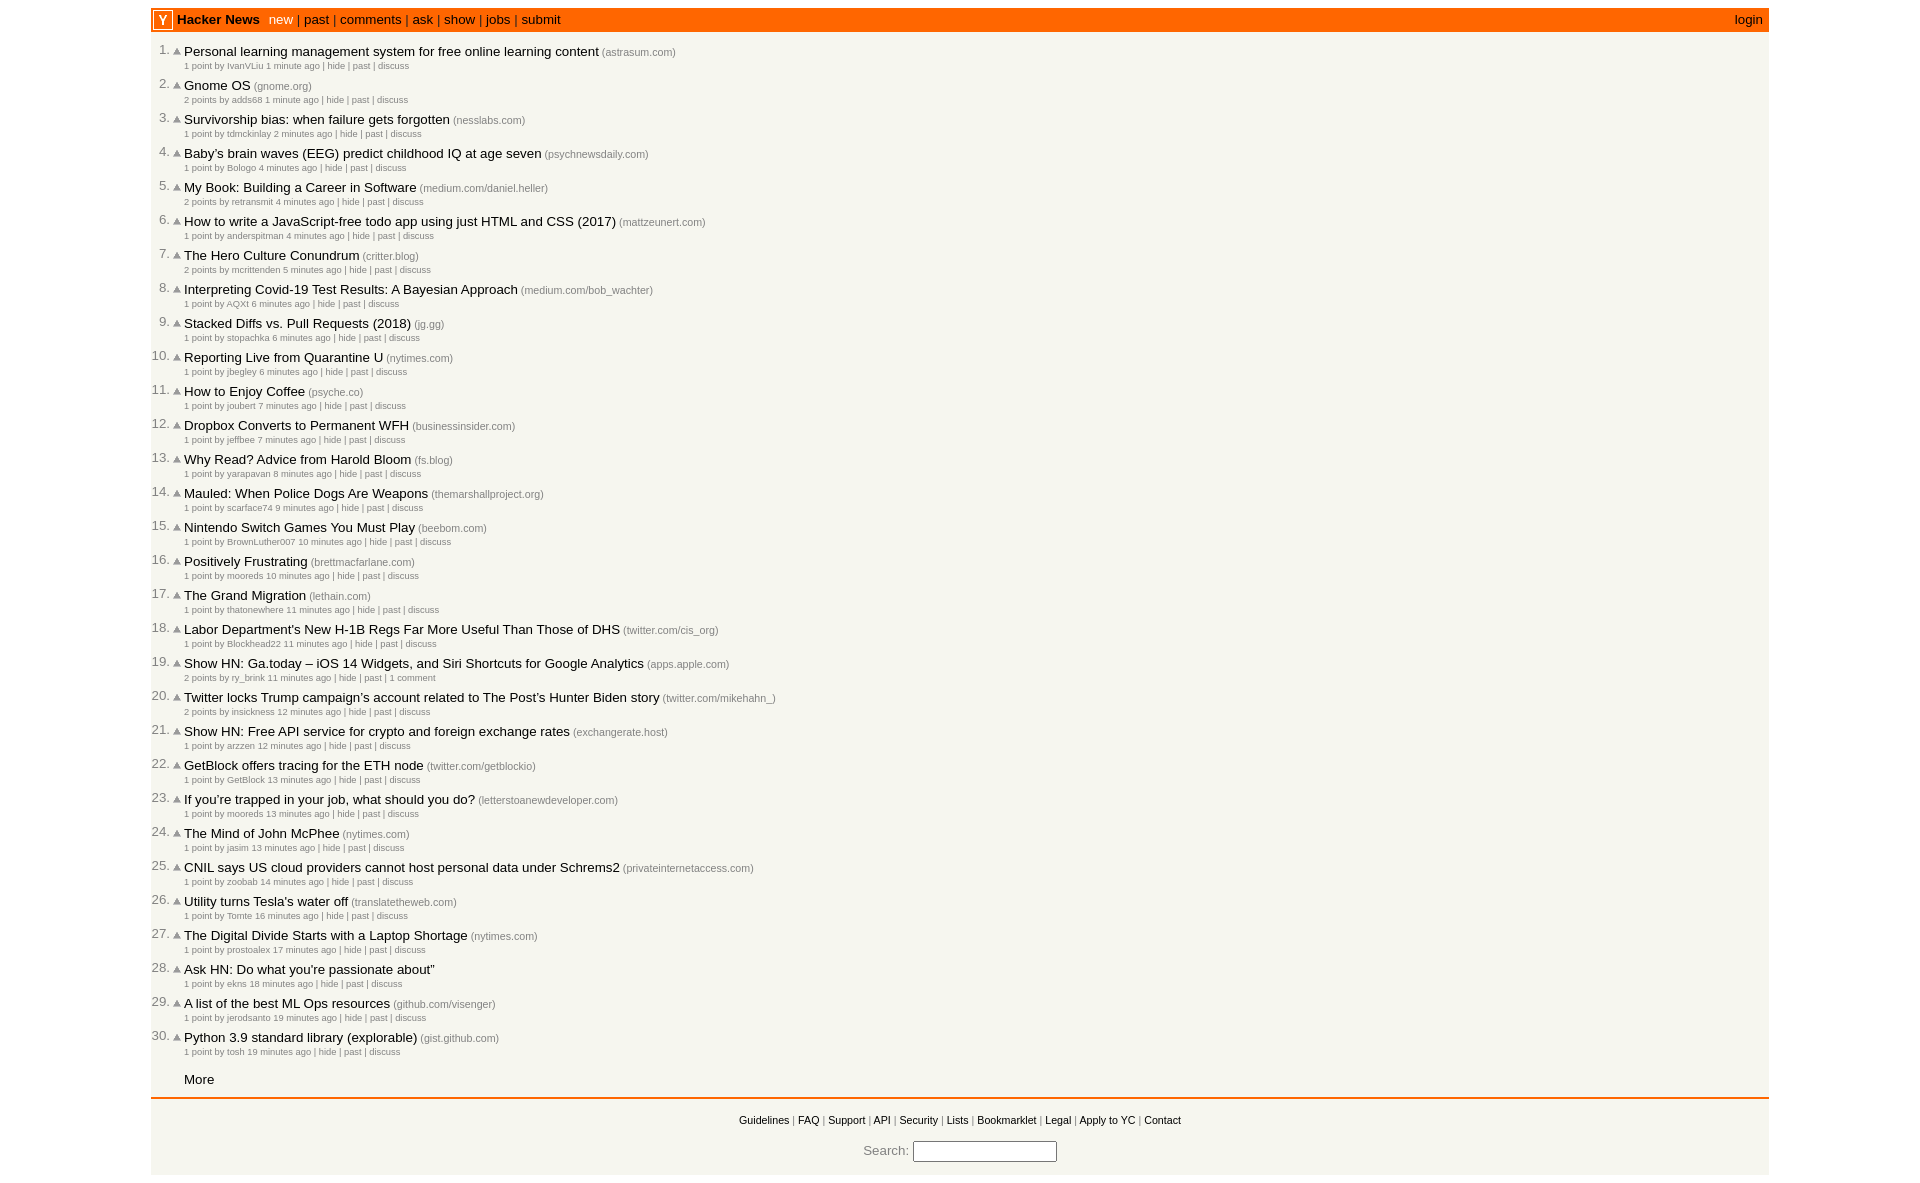 Y Hacker News new | past | comments | ask | show | jobs | submit login
1. Personal learning management system for free online learning content (astrasum.com)
1 point by IvanVLiu 1 minute ago | hide | past | discuss
2. Gnome OS (gnome.org)
2 points by adds68 1 minute ago | hide | past | discuss
3. Survivorship bias: when failure gets forgotten (nesslabs.com)
1 point by tdmckinlay 2 minutes ago | hide | past | discuss
4. Baby’s brain waves (EEG) predict childhood IQ at age seven (psychnewsdaily.com)
1 point by Bologo 4 minutes ago | hide | past | discuss
5. My Book: Building a Career in Software (medium.com/daniel.heller)
2 points by retransmit 4 minutes ago | hide | past | discuss
6. How to write a JavaScript-free todo app using just HTML and CSS (2017) (mattzeunert.com)
1 point by anderspitman 4 minutes ago | hide | past | discuss
7. The Hero Culture Conundrum (critter.blog)
2 points by mcrittenden 5 minutes ago | hide | past | discuss
8. Interpreting Covid-19 Test Results: A Bayesian Approach (medium.com/bob_wachter)
1 point by AQXt 6 minutes ago | hide | past | discuss
9. Stacked Diffs vs. Pull Requests (2018) (jg.gg)
1 point by stopachka 6 minutes ago | hide | past | discuss
10. Reporting Live from Quarantine U (nytimes.com)
1 point by jbegley 6 minutes ago | hide | past | discuss
11. How to Enjoy Coffee (psyche.co)
1 point by joubert 7 minutes ago | hide | past | discuss
12. Dropbox Converts to Permanent WFH (businessinsider.com)
1 point by jeffbee 7 minutes ago | hide | past | discuss
13. Why Read? Advice from Harold Bloom (fs.blog)
1 point by yarapavan 8 minutes ago | hide | past | discuss
14. Mauled: When Police Dogs Are Weapons (themarshallproject.org)
1 point by scarface74 9 minutes ago | hide | past | discuss
15. Nintendo Switch Games You Must Play (beebom.com)
1 point by BrownLuther007 10 minutes ago | hide | past | discuss
16. Positively Frustrating (brettmacfarlane.com)
1 point by mooreds 10 minutes ago | hide | past | discuss
17. The Grand Migration (lethain.com)
1 point by thatonewhere 11 minutes ago | hide | past | discuss
18. Labor Department's New H-1B Regs Far More Useful Than Those of DHS (twitter.com/cis_org)
1 point by Blockhead22 11 minutes ago | hide | past | discuss
19. Show HN: Ga.today – iOS 14 Widgets, and Siri Shortcuts for Google Analytics (apps.apple.com)
2 points by ry_brink 11 minutes ago | hide | past | 1 comment
20. Twitter locks Trump campaign’s account related to The Post’s Hunter Biden story (twitter.com/mikehahn_)
2 points by insickness 12 minutes ago | hide | past | discuss
21. Show HN: Free API service for crypto and foreign exchange rates (exchangerate.host)
1 point by arzzen 12 minutes ago | hide | past | discuss
22. GetBlock offers tracing for the ETH node (twitter.com/getblockio)
1 point by GetBlock 13 minutes ago | hide | past | discuss
23. If you’re trapped in your job, what should you do? (letterstoanewdeveloper.com)
1 point by mooreds 13 minutes ago | hide | past | discuss
24. The Mind of John McPhee (nytimes.com)
1 point by jasim 13 minutes ago | hide | past | discuss
25. CNIL says US cloud providers cannot host personal data under Schrems2 (privateinternetaccess.com)
1 point by zoobab 14 minutes ago | hide | past | discuss
26. Utility turns Tesla's water off (translatetheweb.com)
1 point by Tomte 16 minutes ago | hide | past | discuss
27. The Digital Divide Starts with a Laptop Shortage (nytimes.com)
1 point by prostoalex 17 minutes ago | hide | past | discuss
28. Ask HN: Do what you're passionate about”
1 point by ekns 18 minutes ago | hide | past | discuss
29. A list of the best ML Ops resources (github.com/visenger)
1 point by jerodsanto 19 minutes ago | hide | past | discuss
30. Python 3.9 standard library (explorable) (gist.github.com)
1 point by tosh 19 minutes ago | hide | past | discuss
More
Guidelines | FAQ | Support | API | Security | Lists | Bookmarklet | Legal | Apply to YC | Contact
Search: